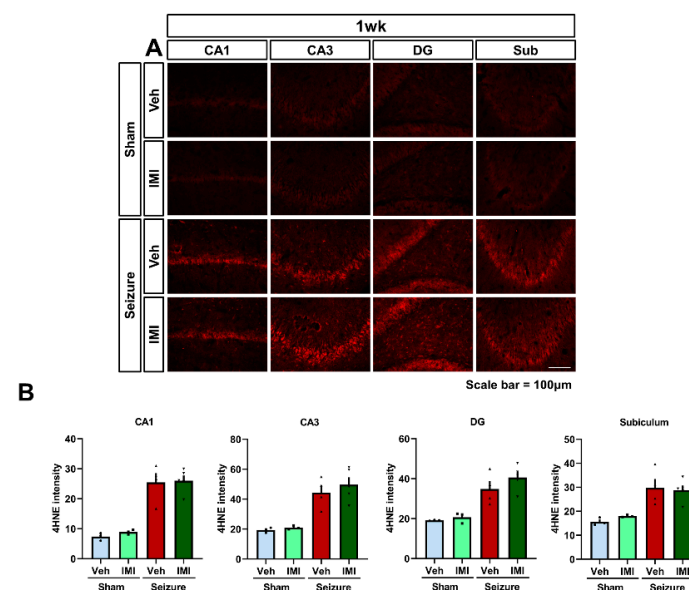 1wk
A
CA1 CA3 DG Sub
Sham
Veh
IMI
Seizure
Veh
IMI
Scale bar = 100μm
B
CA1
4HNE intensity
40
30
20
10
0
Veh IMI Veh IMI
Sham Seizure
CA3
4HNE intensity
80
60
40
20
0
Veh IMI Veh IMI
Sham Seizure
DG
4HNE intensity
60
40
20
0
Veh IMI Veh IMI
Sham Seizure
Subiculum
4HNE intensity
50
40
30
20
10
0
Veh IMI Veh IMI
Sham Seizure